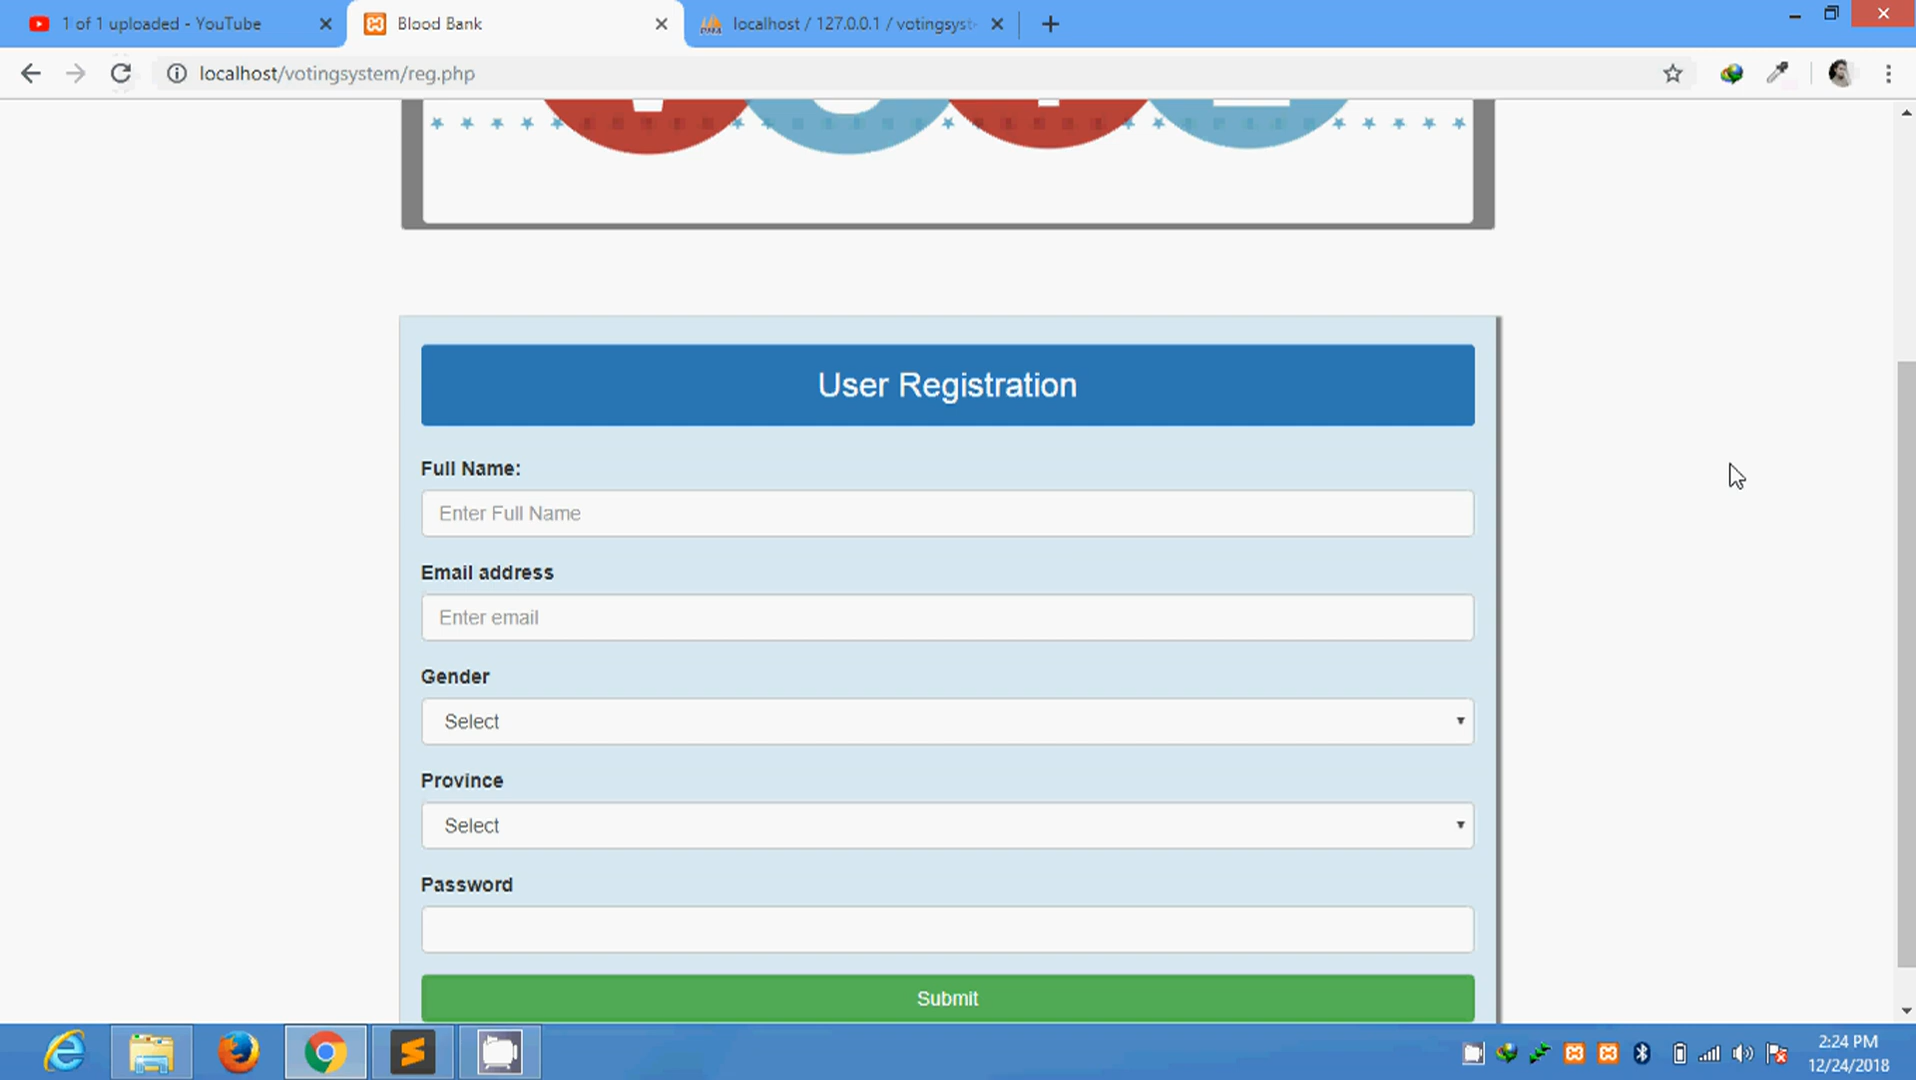 1 of 1 uploaded - YouTube
Blood Bank
localhost / 127.0.0.1 / votingsyst
localhost/votingsystem/reg.php
User Registration
Full Name:
Enter Full Name
Email address
Enter email
Gender
Select
Province
Select
Password
Submit
2:24 PM
12/24/2018